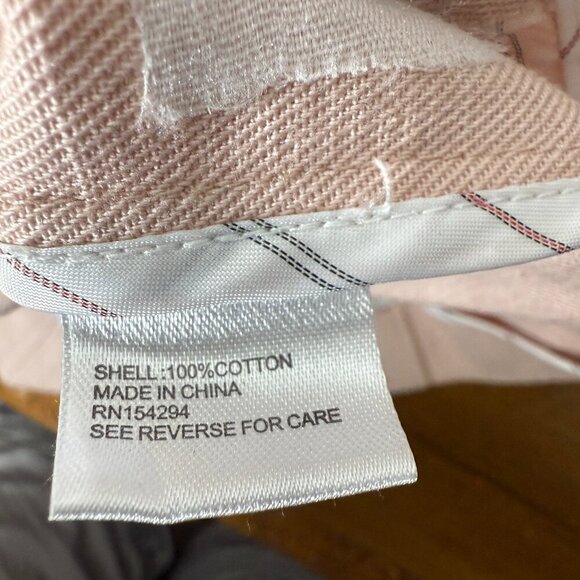 SHELL:100%COTTON
MADE IN CHINA
RN154294
SEE REVERSE FOR CARE